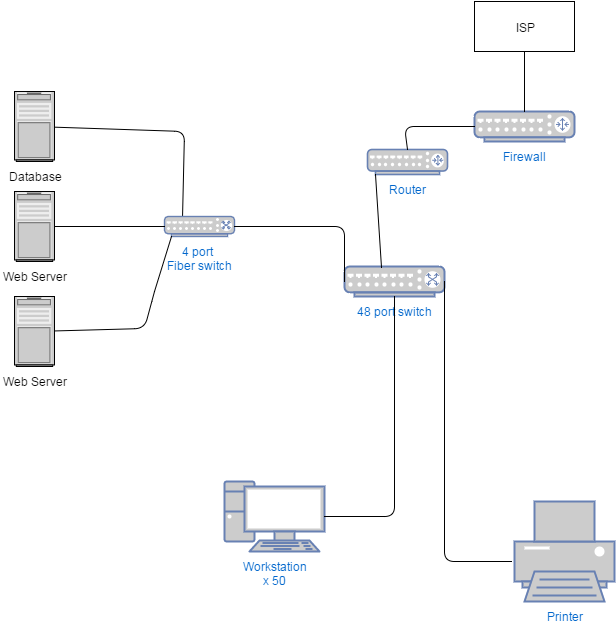 ISP
Firewall
Database
Router
Web Server
4 port
Fiber switch
48 port switch
Web Server
Workstation
x 50
Printer